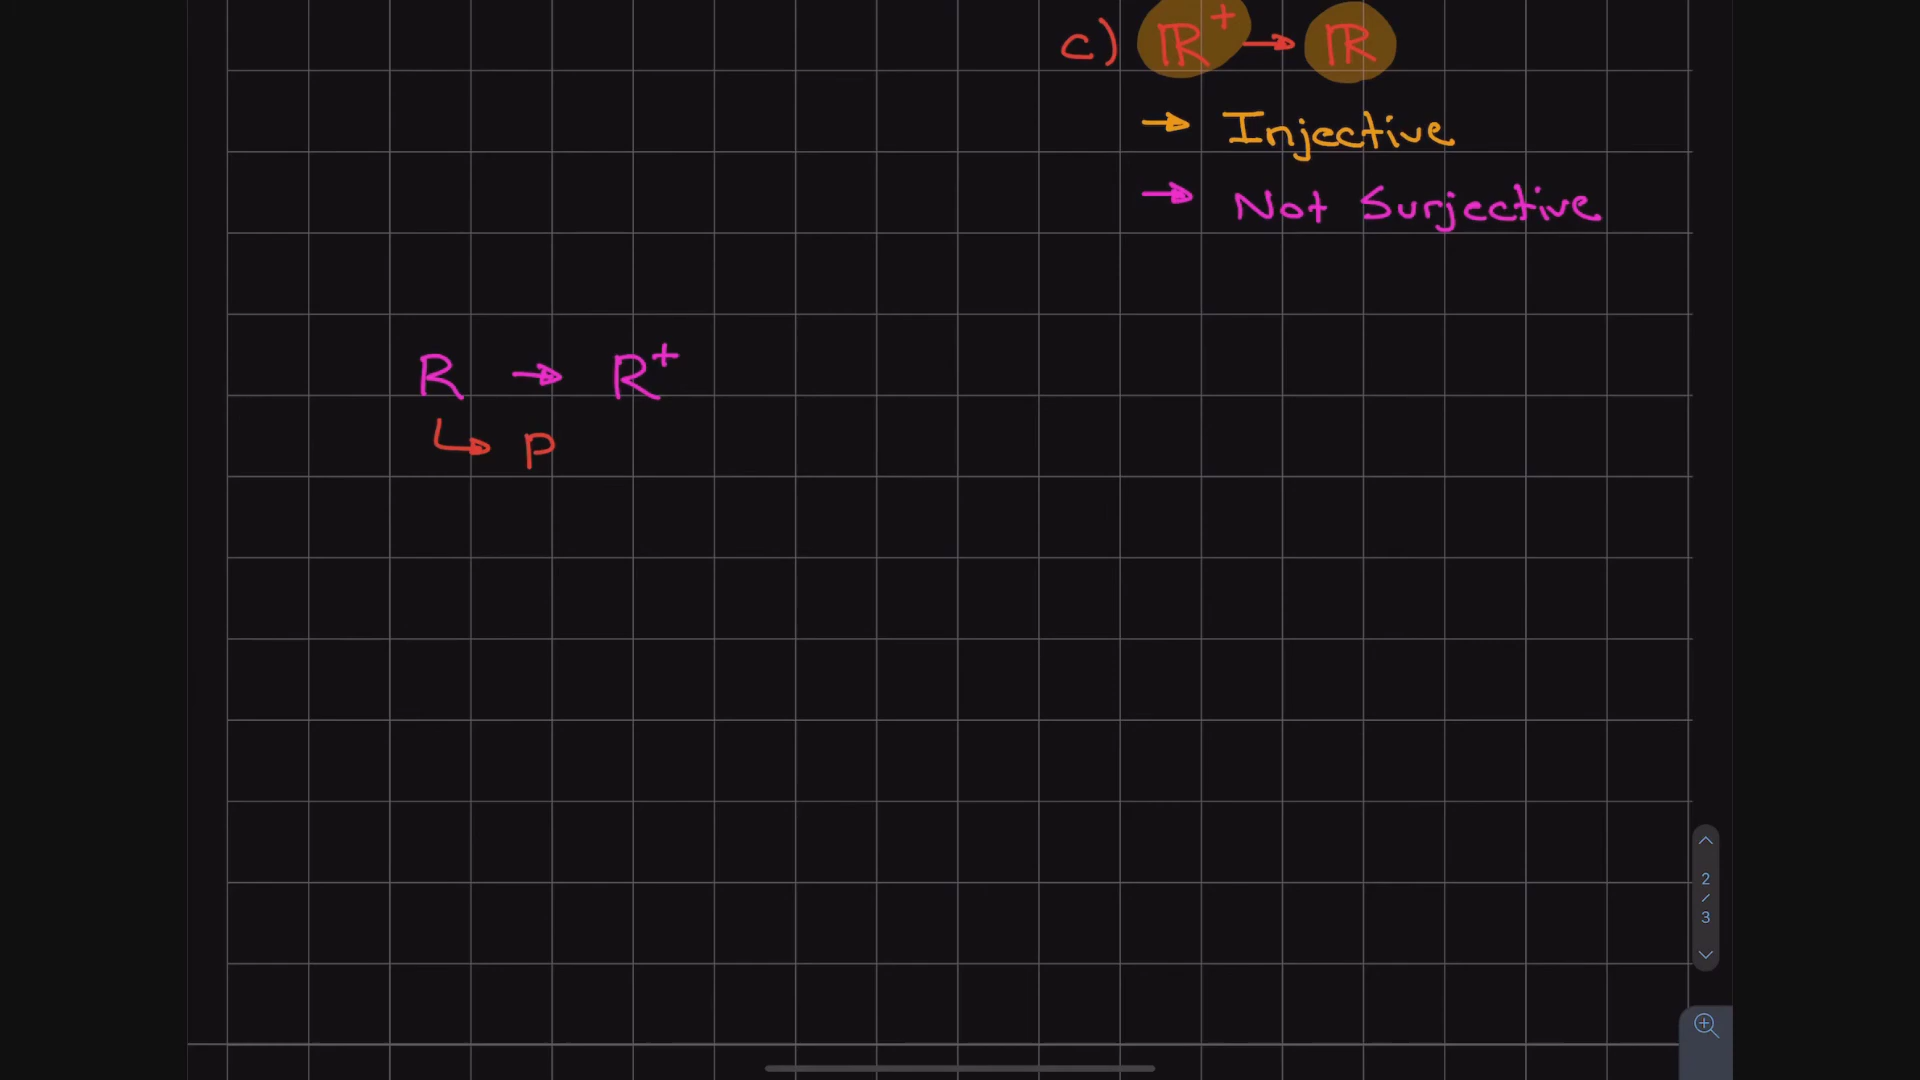 c) ℝ⁺ → ℝ
→ Injective
→ Not Surjective
R → R⁺
↳ P
2
/
3